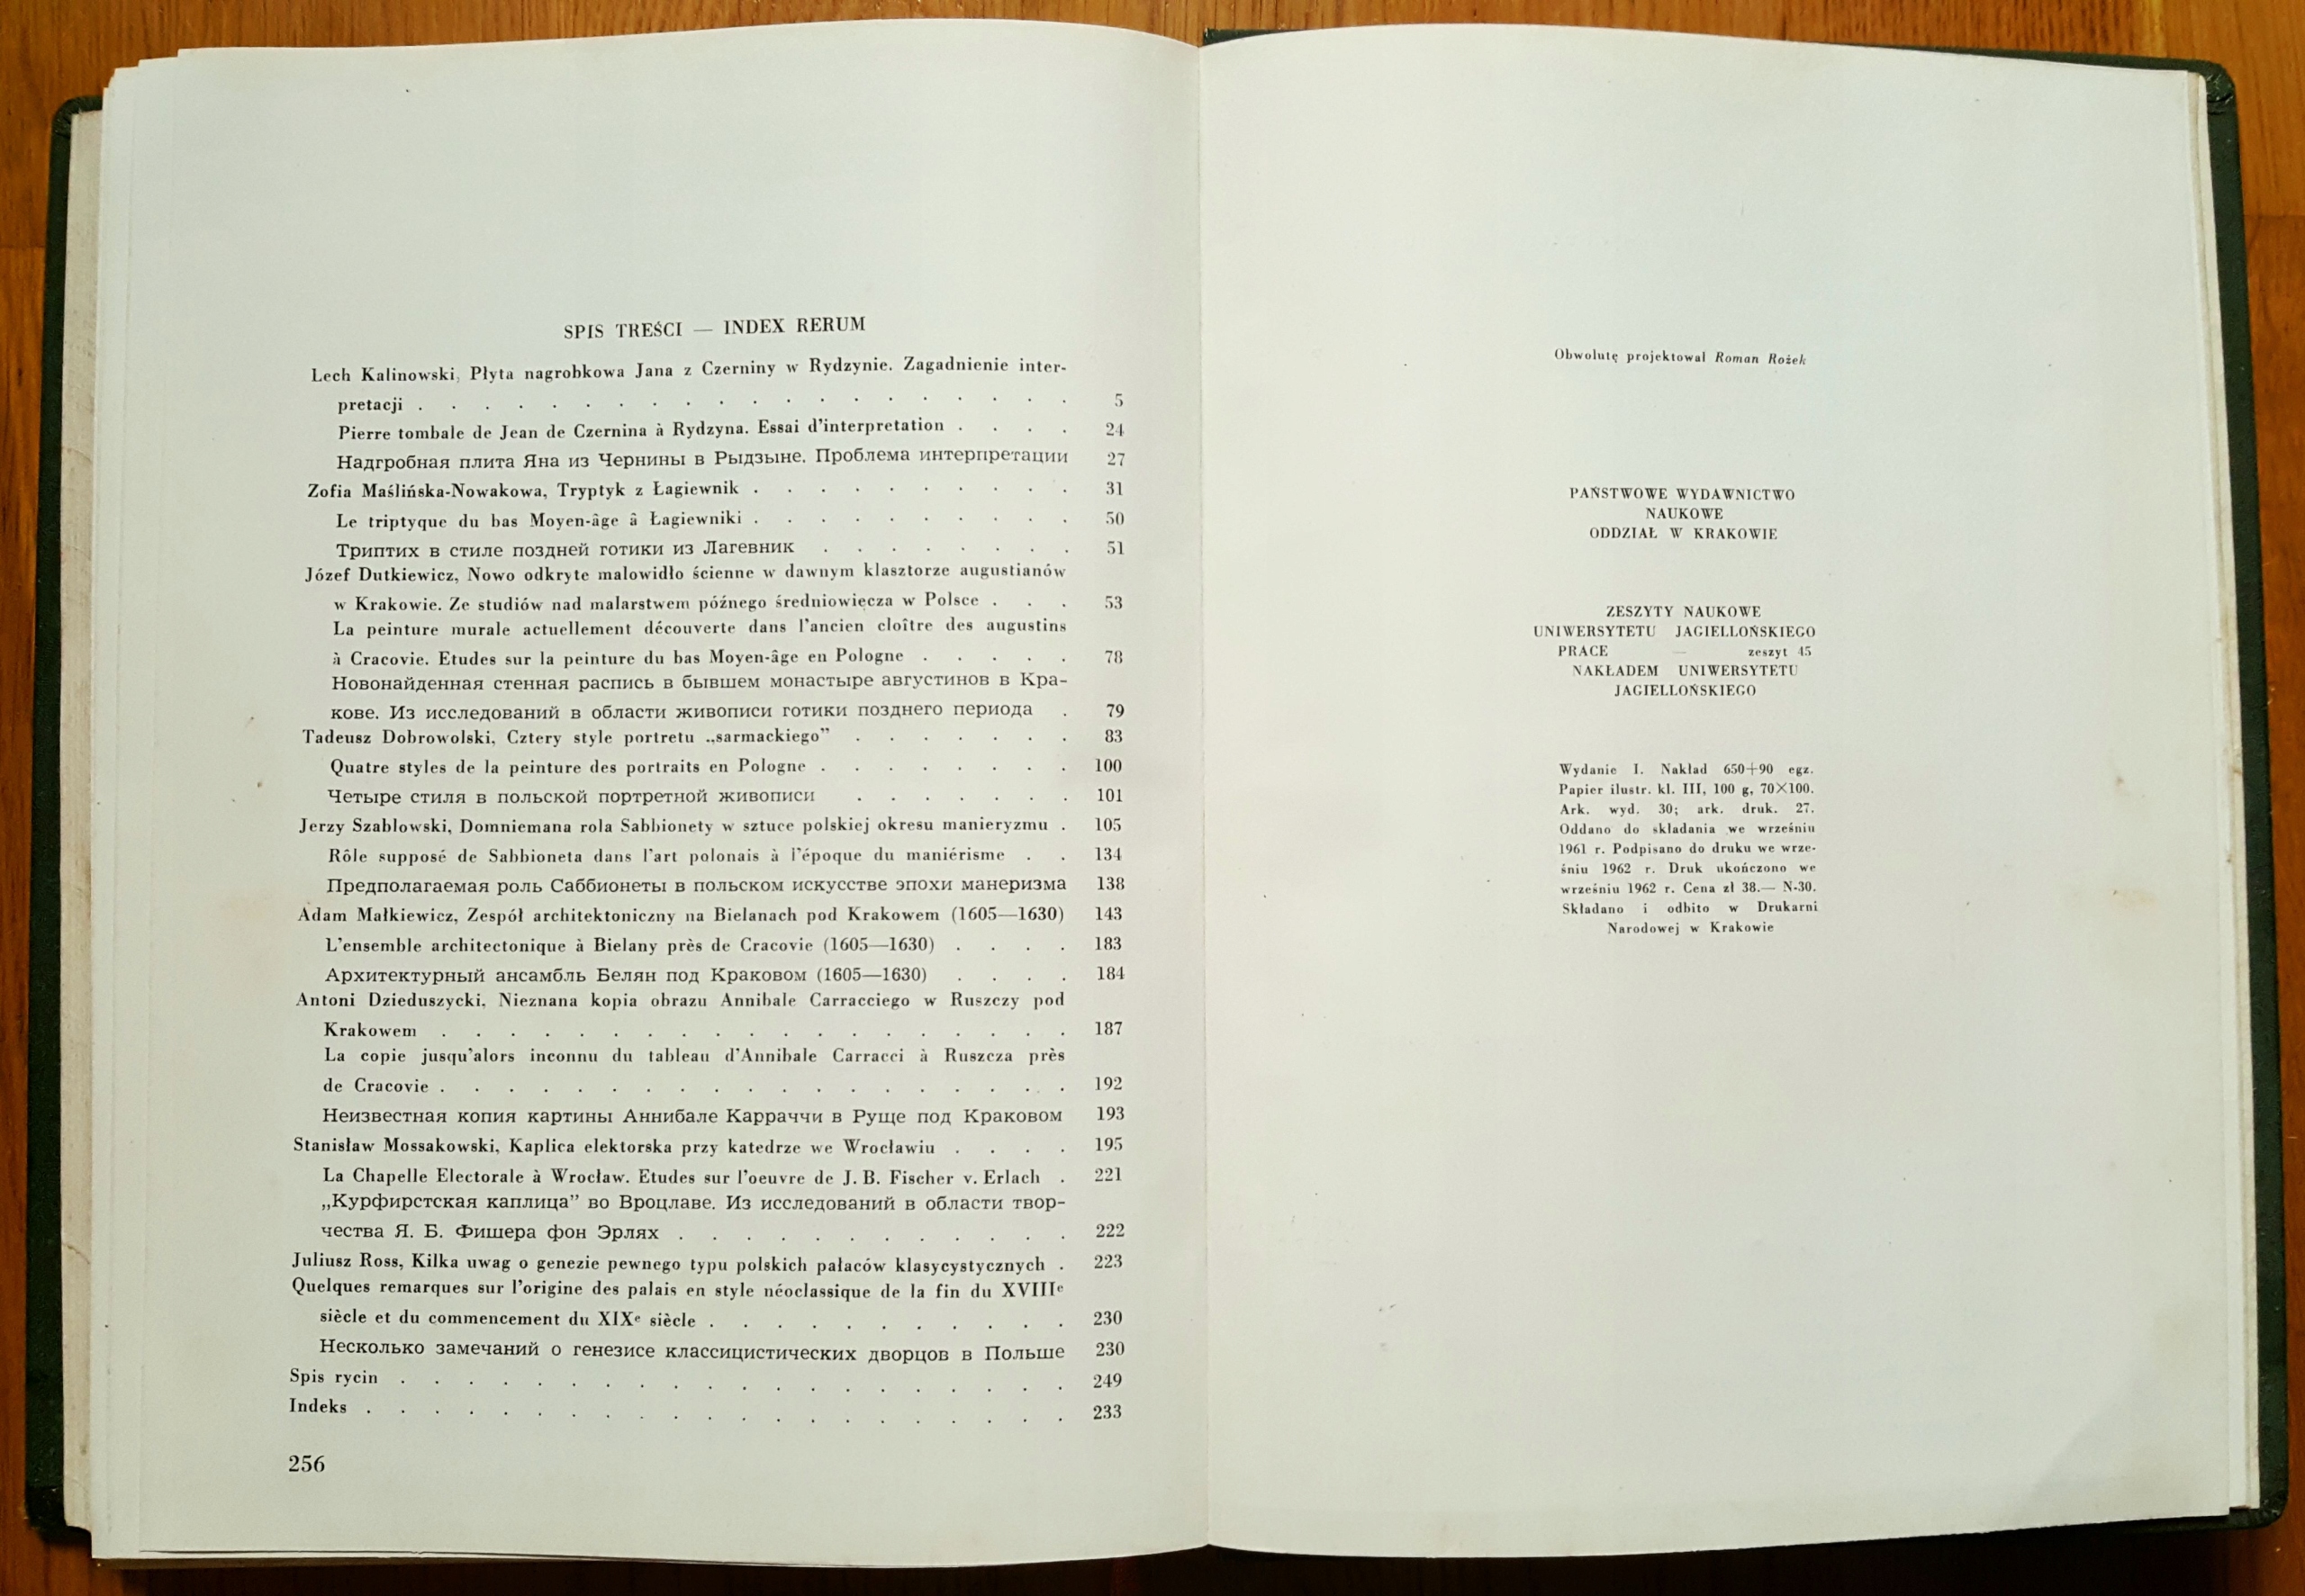 SPIS TREŚCI — INDEX RERUM
Lech Kalinowski, Płyta nagrobkowa Jana z Czerniny w Rydzynie. Zagadnienie inter-
pretacji . . . . . . . . . . . . . . . . . . . . 5
Pierre tombale de Jean de Czernina à Rydzyna. Essai d'interpretation . . . . 24
Надгробная плита Яна из Чернины в Рыдзыне. Проблема интерпретации 27
Zofia Maślińska-Nowakowa, Tryptyk z Łagiewnik . . . . . . . . . . 31
Le triptyque du bas Moyen-âge â Łagiewniki . . . . . . . . . . 50
Триптих в стиле поздней готики из Лагевник . . . . . . . . 51
Józef Dutkiewicz, Nowo odkryte malowidło ścienne w dawnym klasztorze augustianów
w Krakowie. Ze studiów nad malarstwem późnego średniowiecza w Polsce . . . 53
La peinture murale actuellement découverte dans l'ancien cloître des augustins
à Cracovie. Etudes sur la peinture du bas Moyen-âge en Pologne . . . . . 78
Новонайденная стенная распись в бывшем монастыре августинов в Кра-
кове. Из исследований в области живописи готики позднего периода . 79
Tadeusz Dobrowolski, Cztery style portretu „sarmackiego” . . . . . . . 83
Quatre styles de la peinture des portraits en Pologne . . . . . . . . 100
Четыре стиля в польской портретной живописи . . . . . . . 101
Jerzy Szablowski, Domniemana rola Sabbionety w sztuce polskiej okresu manieryzmu . 105
Rôle supposé de Sabbioneta dans l'art polonais à l'époque du maniérisme . . 134
Предполагаемая роль Саббионеты в польском искусстве эпохи манеризма 138
Adam Małkiewicz, Zespół architektoniczny na Bielanach pod Krakowem (1605—1630) 143
L'ensemble architectonique à Bielany près de Cracovie (1605—1630) . . . . 183
Архитектурный ансамбль Белян под Краковом (1605—1630) . . . . 184
Antoni Dzieduszycki, Nieznana kopia obrazu Annibale Carracciego w Ruszczy pod
Krakowem . . . . . . . . . . . . . . . . . . . 187
La copie jusqu'alors inconnu du tableau d'Annibale Carracci à Ruszcza près
de Cracovie . . . . . . . . . . . . . . . . . . . 192
Неизвестная копия картины Аннибале Карраччи в Руще под Краковом 193
Stanisław Mossakowski, Kaplica elektorska przy katedrze we Wrocławiu . . . . 195
La Chapelle Electorale à Wrocław. Etudes sur l'oeuvre de J. B. Fischer v. Erlach . 221
„Курфирстская каплица” во Вроцлаве. Из исследований в области твор-
чества Я. Б. Фишера фон Эрлях . . . . . . . . . . . . 222
Juliusz Ross, Kilka uwag o genezie pewnego typu polskich pałaców klasycystycznych . 223
Quelques remarques sur l'origine des palais en style néoclassique de la fin du XVIIIe
siècle et du commencement du XIXe siècle . . . . . . . . . . . 230
Несколько замечаний о генезисе классицистических дворцов в Польше 230
Spis rycin . . . . . . . . . . . . . . . . . . . . 249
Indeks . . . . . . . . . . . . . . . . . . . . . 233
256
Obwolutę projektował Roman Rożek
PAŃSTWOWE WYDAWNICTWO
NAUKOWE
ODDZIAŁ W KRAKOWIE
ZESZYTY NAUKOWE
UNIWERSYTETU JAGIELLOŃSKIEGO
PRACE — zeszyt 45
NAKŁADEM UNIWERSYTETU
JAGIELLOŃSKIEGO
Wydanie I. Nakład 650+90 egz.
Papier ilustr. kl. III, 100 g, 70×100.
Ark. wyd. 30; ark. druk. 27.
Oddano do składania we wrześniu
1961 r. Podpisano do druku we wrze-
śniu 1962 r. Druk ukończono we
wrześniu 1962 r. Cena zł 38.— N-30.
Składano i odbito w Drukarni
Narodowej w Krakowie